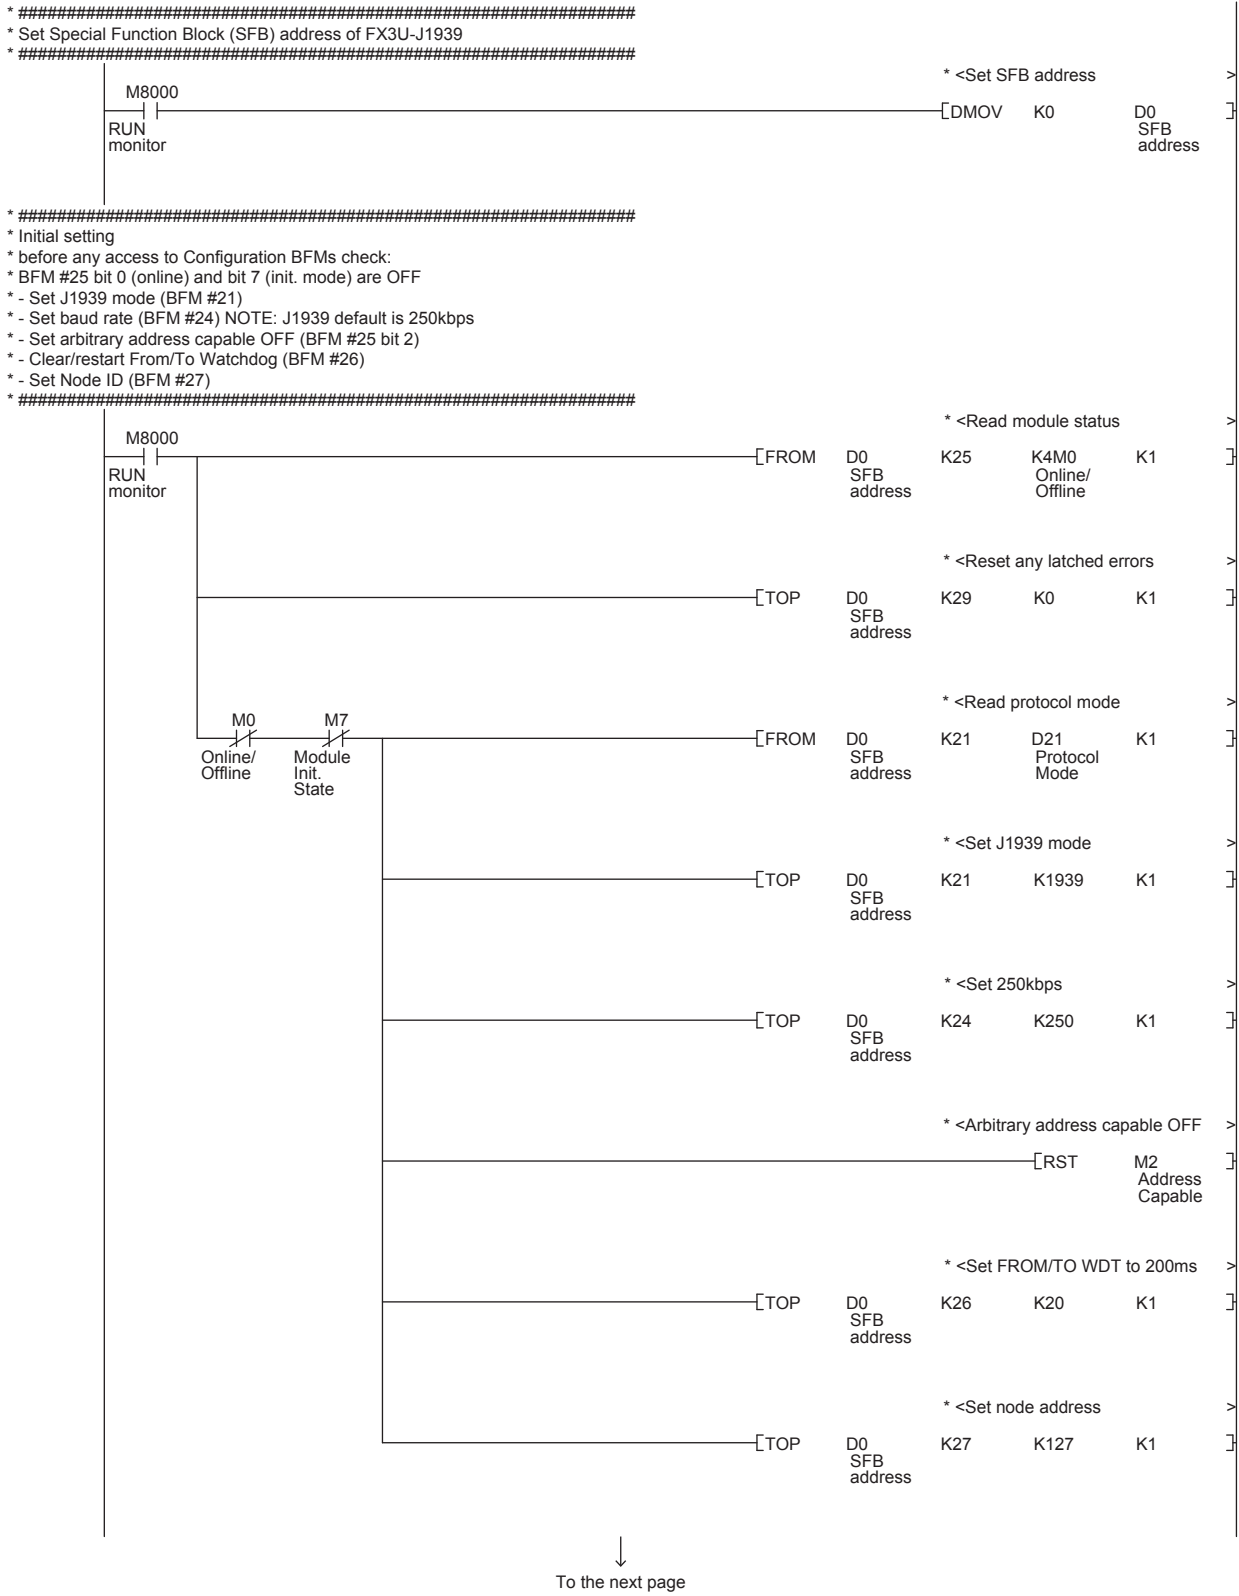 * ################################################################
* Set Special Function Block (SFB) address of FX3U-J1939
* ################################################################
* <Set SFB address >
M8000
[DMOV K0 D0 ]
RUN monitor
SFB address
* ################################################################
* Initial setting
* before any access to Configuration BFMs check:
* BFM #25 bit 0 (online) and bit 7 (init. mode) are OFF
* - Set J1939 mode (BFM #21)
* - Set baud rate (BFM #24) NOTE: J1939 default is 250kbps
* - Set arbitrary address capable OFF (BFM #25 bit 2)
* - Clear/restart From/To Watchdog (BFM #26)
* - Set Node ID (BFM #27)
* ################################################################
* <Read module status >
M8000
[FROM D0 K25 K4M0 K1 ]
RUN monitor
SFB address
Online/ Offline
* <Reset any latched errors >
[TOP D0 K29 K0 K1 ]
SFB address
* <Read protocol mode >
M0 M7
[FROM D0 K21 D21 K1 ]
Online/ Offline
Module Init. State
SFB address
Protocol Mode
* <Set J1939 mode >
[TOP D0 K21 K1939 K1 ]
SFB address
* <Set 250kbps >
[TOP D0 K24 K250 K1 ]
SFB address
* <Arbitrary address capable OFF >
[RST M2 ]
Address Capable
* <Set FROM/TO WDT to 200ms >
[TOP D0 K26 K20 K1 ]
SFB address
* <Set node address >
[TOP D0 K27 K127 K1 ]
SFB address
To the next page